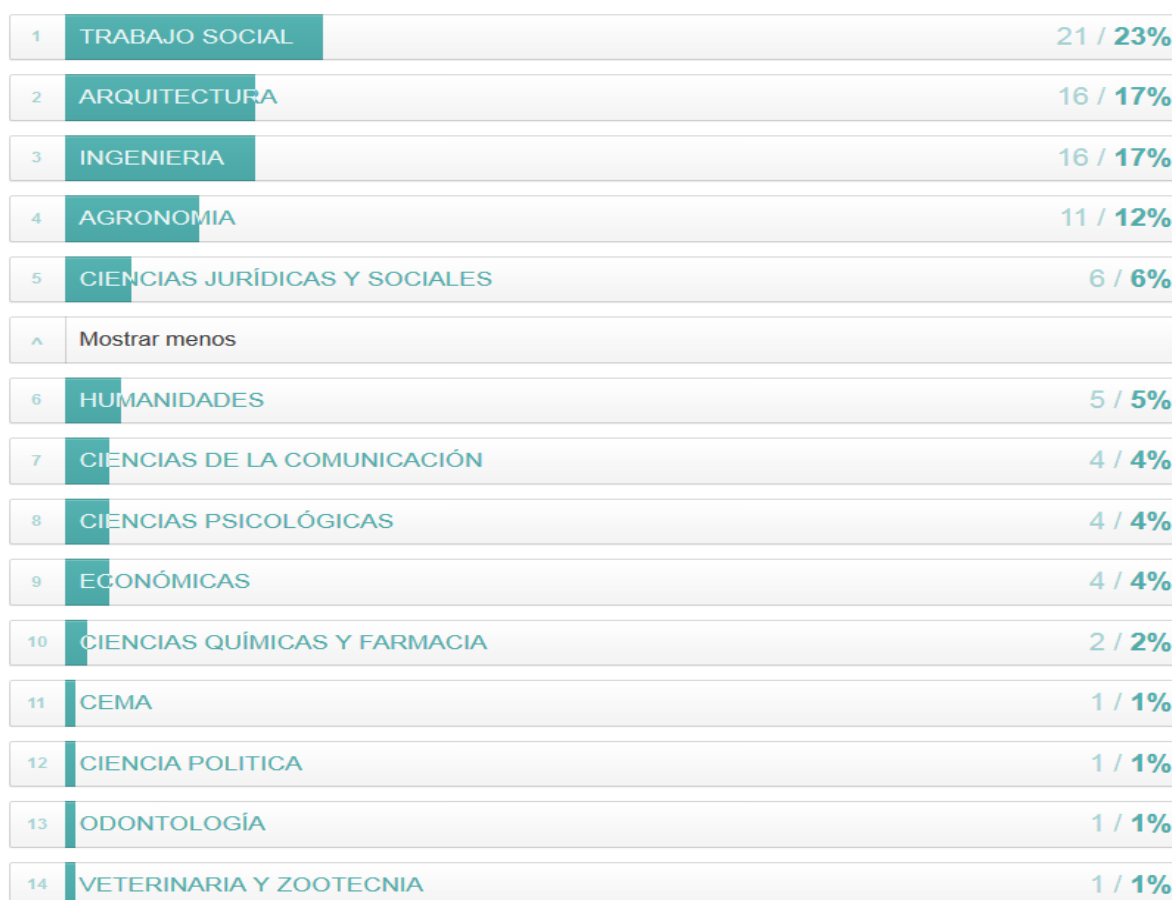 1 TRABAJO SOCIAL 21 / 23%
2 ARQUITECTURA 16 / 17%
3 INGENIERIA 16 / 17%
4 AGRONOMIA 11 / 12%
5 CIENCIAS JURÍDICAS Y SOCIALES 6 / 6%
^ Mostrar menos
6 HUMANIDADES 5 / 5%
7 CIENCIAS DE LA COMUNICACIÓN 4 / 4%
8 CIENCIAS PSICOLÓGICAS 4 / 4%
9 ECONÓMICAS 4 / 4%
10 CIENCIAS QUÍMICAS Y FARMACIA 2 / 2%
11 CEMA 1 / 1%
12 CIENCIA POLITICA 1 / 1%
13 ODONTOLOGÍA 1 / 1%
14 VETERINARIA Y ZOOTECNIA 1 / 1%